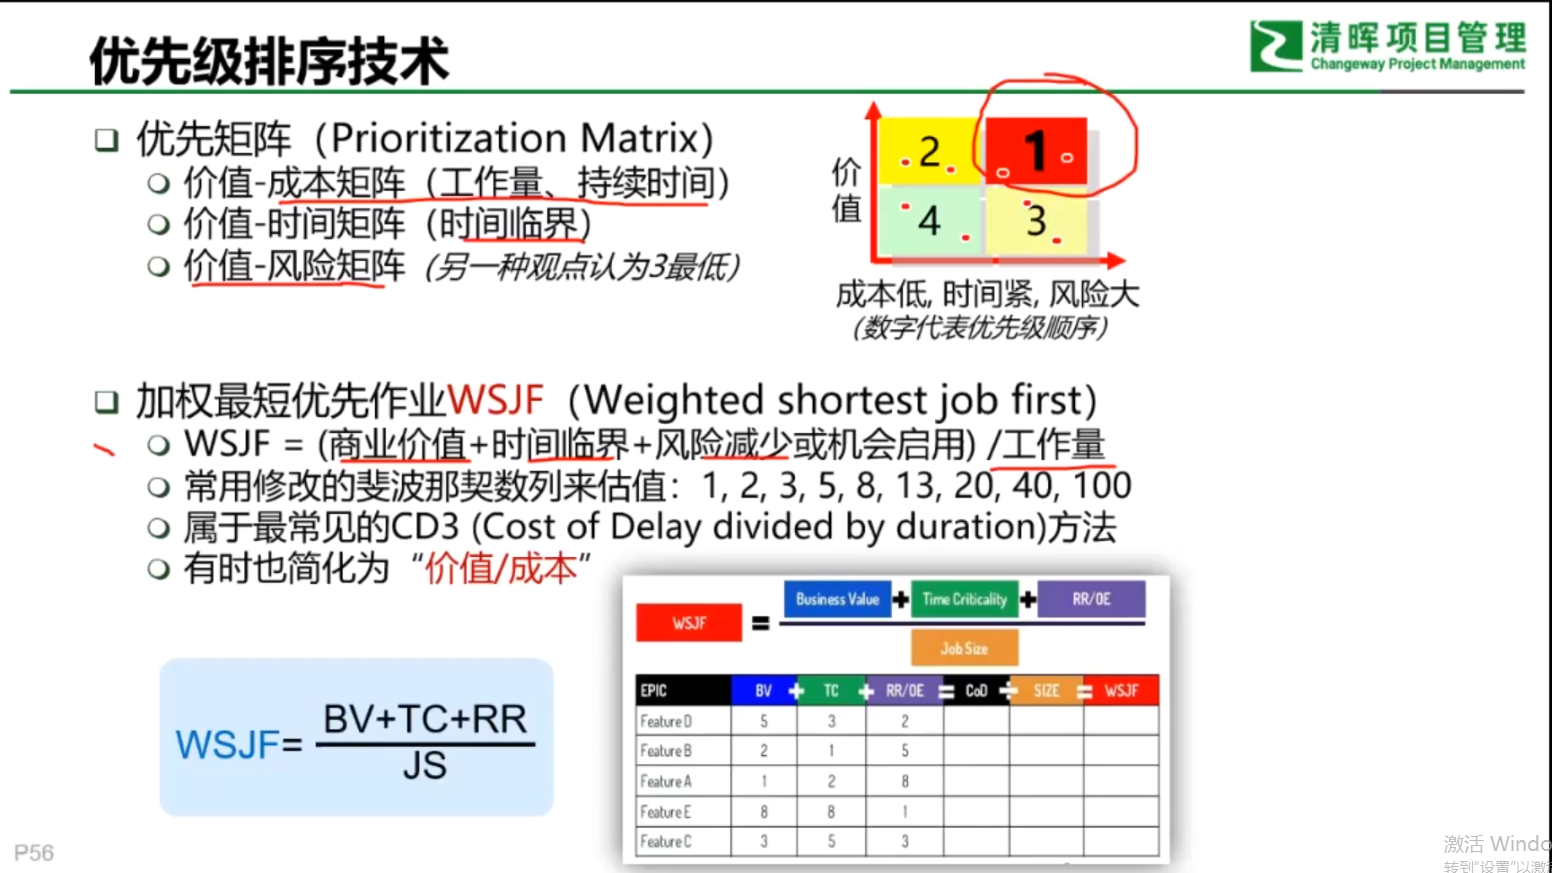 优先级排序技术
清晖项目管理
Changeway Project Management
优先矩阵（Prioritization Matrix）
价值-成本矩阵（工作量、持续时间）
价值-时间矩阵（时间临界）
价值-风险矩阵（另一种观点认为3最低）
价值
2 1
4 3
成本低, 时间紧, 风险大
（数字代表优先级顺序）
加权最短优先作业WSJF（Weighted shortest job first）
WSJF = (商业价值+时间临界+风险减少或机会启用) /工作量
常用修改的斐波那契数列来估值：1, 2, 3, 5, 8, 13, 20, 40, 100
属于最常见的CD3 (Cost of Delay divided by duration)方法
有时也简化为“价值/成本”
WSJF = Business Value + Time Criticality + RR/OE
Job Size
EPIC BV + TC + RR/OE = CoD ÷ SIZE = WSJF
Feature D 5 3 2
Feature B 2 1 5
Feature A 1 2 8
Feature E 8 8 1
Feature C 3 5 3
WSJF= BV+TC+RR
JS
P56
激活 Windo
转到"设置"以激